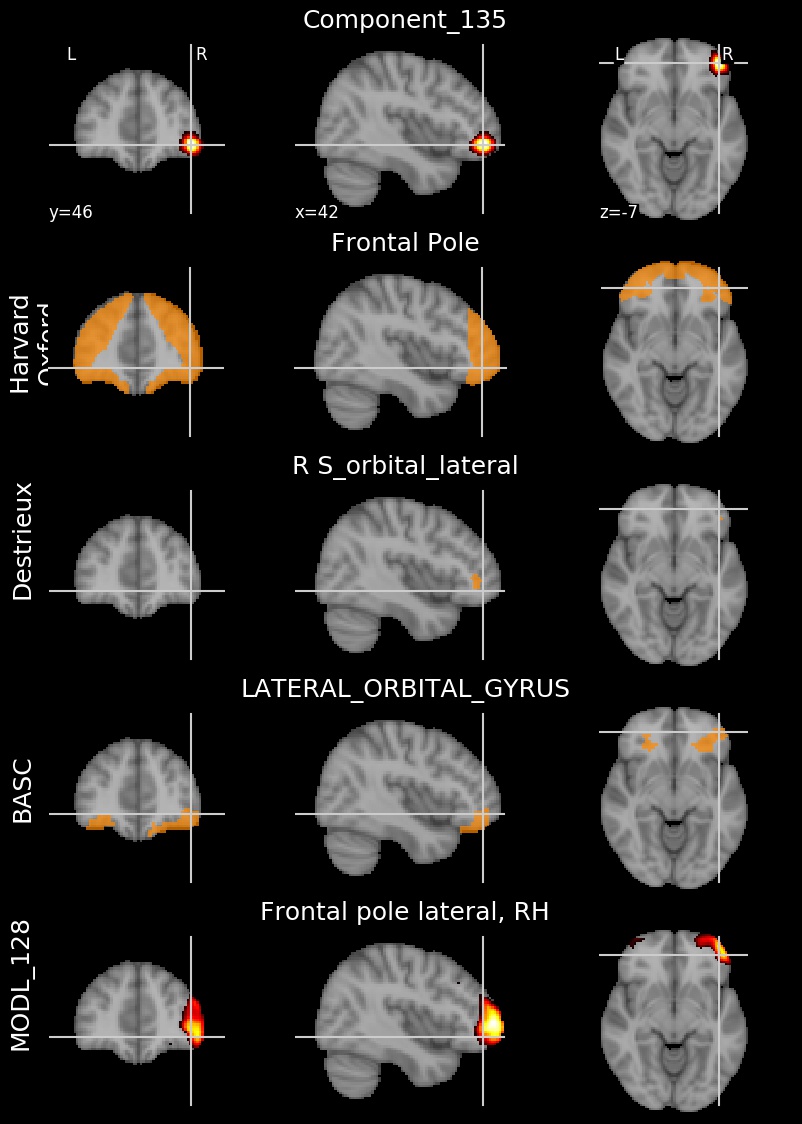 Component_135
L
R
L
R
y=46
x=42
z=-7
Frontal Pole
Harvard
R S_orbital_lateral
Destrieux
LATERAL_ORBITAL_GYRUS
BASC
Frontal pole lateral, RH
MODL_128